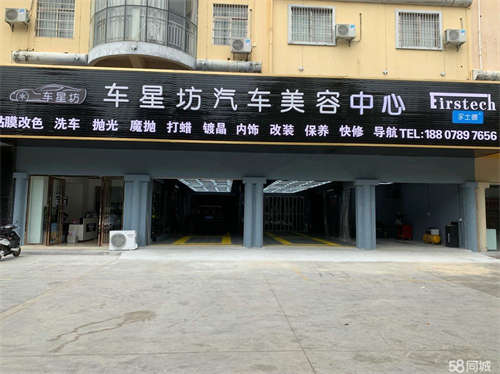 车星坊
车星坊汽车美容中心
Firstech
贴膜改色 洗车 抛光 魔抛 打蜡 镀晶 内饰 改装 保养 快修 导航 TEL: 188 0789 7656
58同城